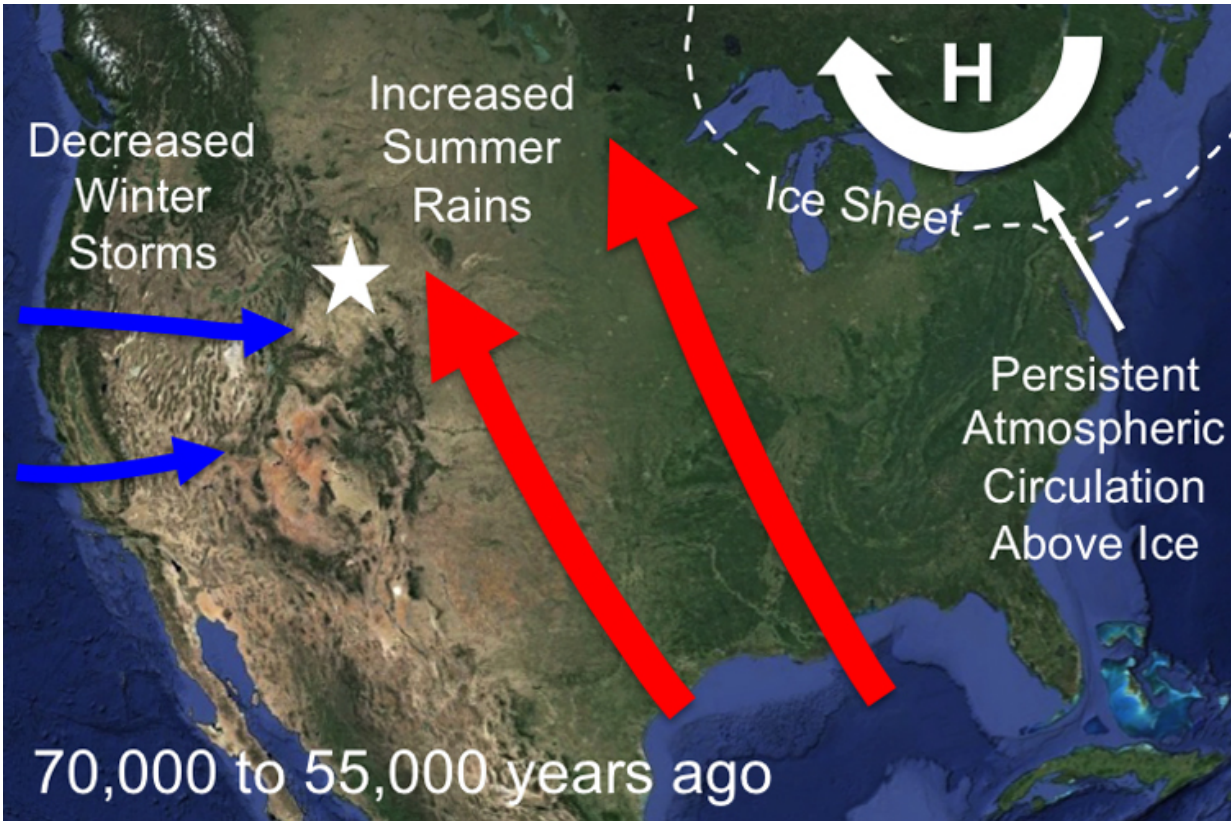 Decreased
Winter
Storms
Increased
Summer
Rains
H
Ice Sheet
Persistent
Atmospheric
Circulation
Above Ice
70,000 to 55,000 years ago